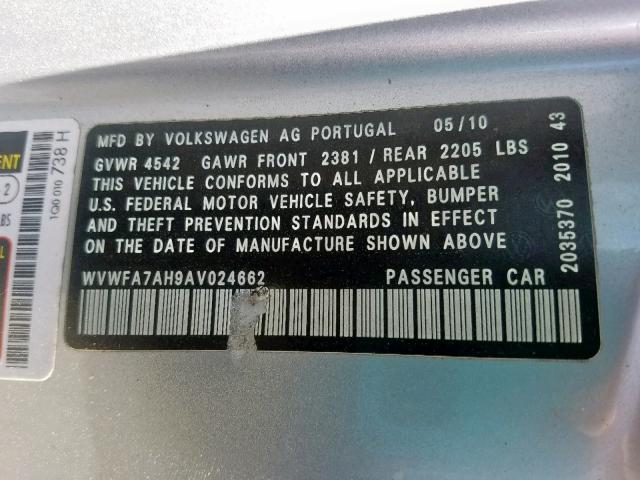 MFD BY VOLKSWAGEN AG PORTUGAL 05/10
GVWR 4542 GAWR FRONT 2381 / REAR 2205 LBS
THIS VEHICLE CONFORMS TO ALL APPLICABLE
U.S. FEDERAL MOTOR VEHICLE SAFETY, BUMPER
AND THEFT PREVENTION STANDARDS IN EFFECT
ON THE DATE OF MANUFACTURE SHOWN ABOVE.
WVWFA7AH9AV024662 PASSENGER CAR
2035370 2010 43
1Q0 010 738 H
2